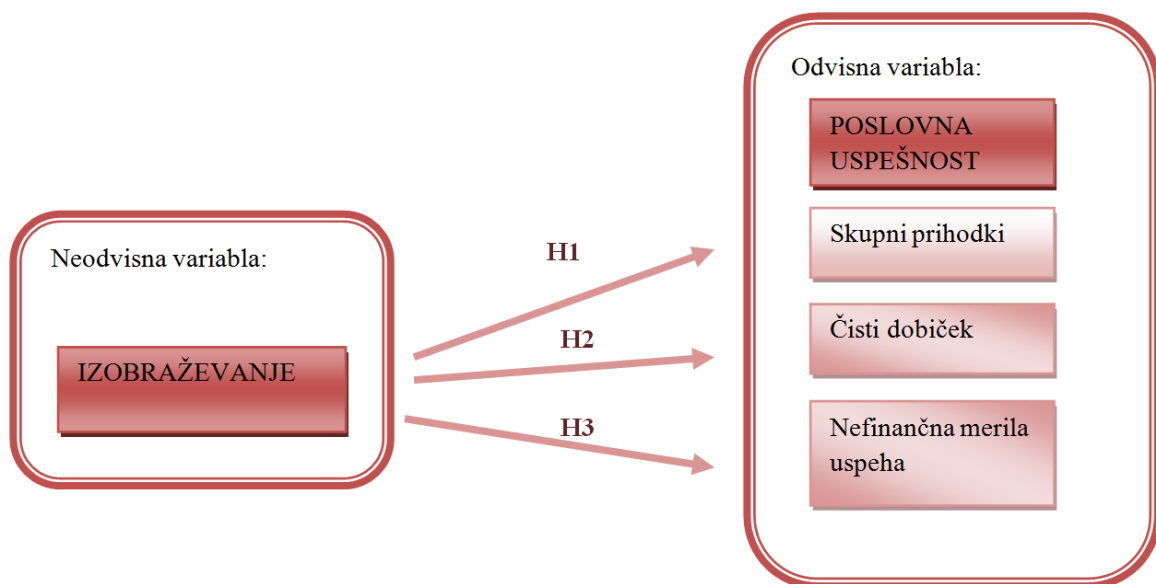 Neodvisna variabla:
IZOBRAŽEVANJE
H1
H2
H3
Odvisna variabla:
POSLOVNA
USPEŠNOST
Skupni prihodki
Čisti dobiček
Nefinančna merila
uspeha